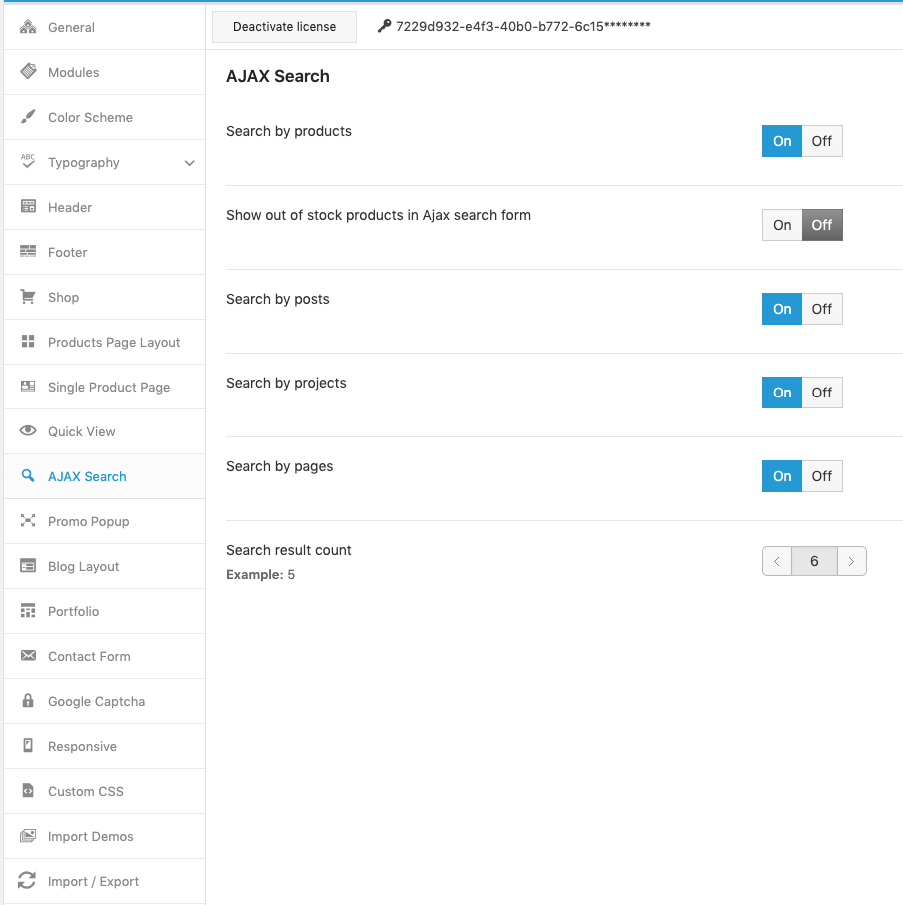 General
Modules
Color Scheme
ABC
Typography
Header
Footer
Shop
Products Page Layout
Single Product Page
Quick View
AJAX Search
Promo Popup
Blog Layout
Portfolio
Contact Form
Google Captcha
Responsive
Custom CSS
Import Demos
Import / Export
Deactivate license
7229d932-e4f3-40b0-b772-6c15********
AJAX Search
Search by products
On Off
Show out of stock products in Ajax search form
On Off
Search by posts
On Off
Search by projects
On Off
Search by pages
On Off
Search result count
Example: 5
6